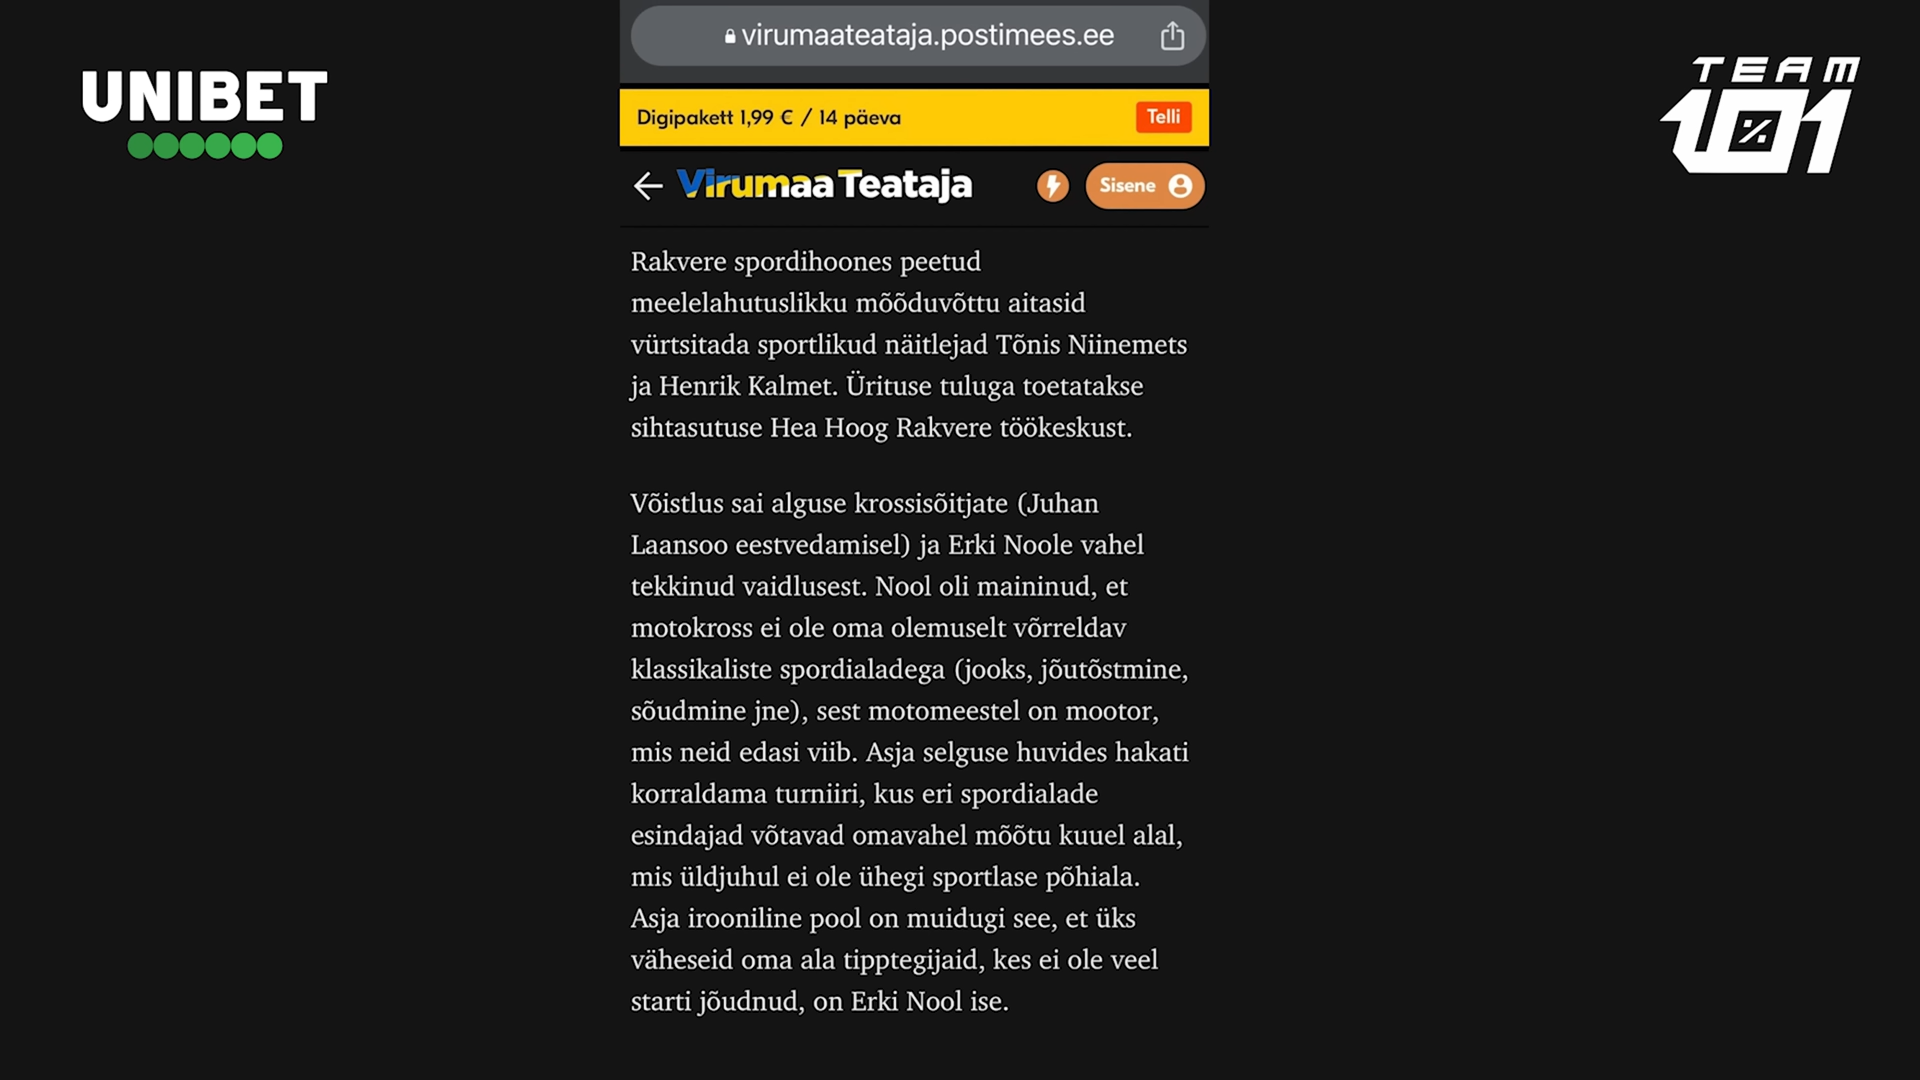 UNIBET
virumaateataja.postimees.ee
TEAM
101
%
Digipakett 1,99 € / 14 päeva
Telli
Virumaa Teataja
Sisene
Rakvere spordihoones peetud
meelelahutuslikku mõõduvõttu aitasid
vürtsitada sportlikud näitlejad Tõnis Niinemets
ja Henrik Kalmet. Ürituse tuluga toetatakse
sihtasutuse Hea Hoog Rakvere töökeskust.
Võistlus sai alguse krossisõitjate (Juhan
Laansoo eestvedamisel) ja Erki Noole vahel
tekkinud vaidlusest. Nool oli maininud, et
motokross ei ole oma olemuselt võrreldav
klassikaliste spordialadega (jooks, jõutõstmine,
sõudmine jne), sest motomeestel on mootor,
mis neid edasi viib. Asja selguse huvides hakati
korraldama turniiri, kus eri spordialade
esindajad võtavad omavahel mõõtu kuuel alal,
mis üldjuhul ei ole ühegi sportlase põhiala.
Asja irooniline pool on muidugi see, et üks
väheseid oma ala tipptegijaid, kes ei ole veel
starti jõudnud, on Erki Nool ise.